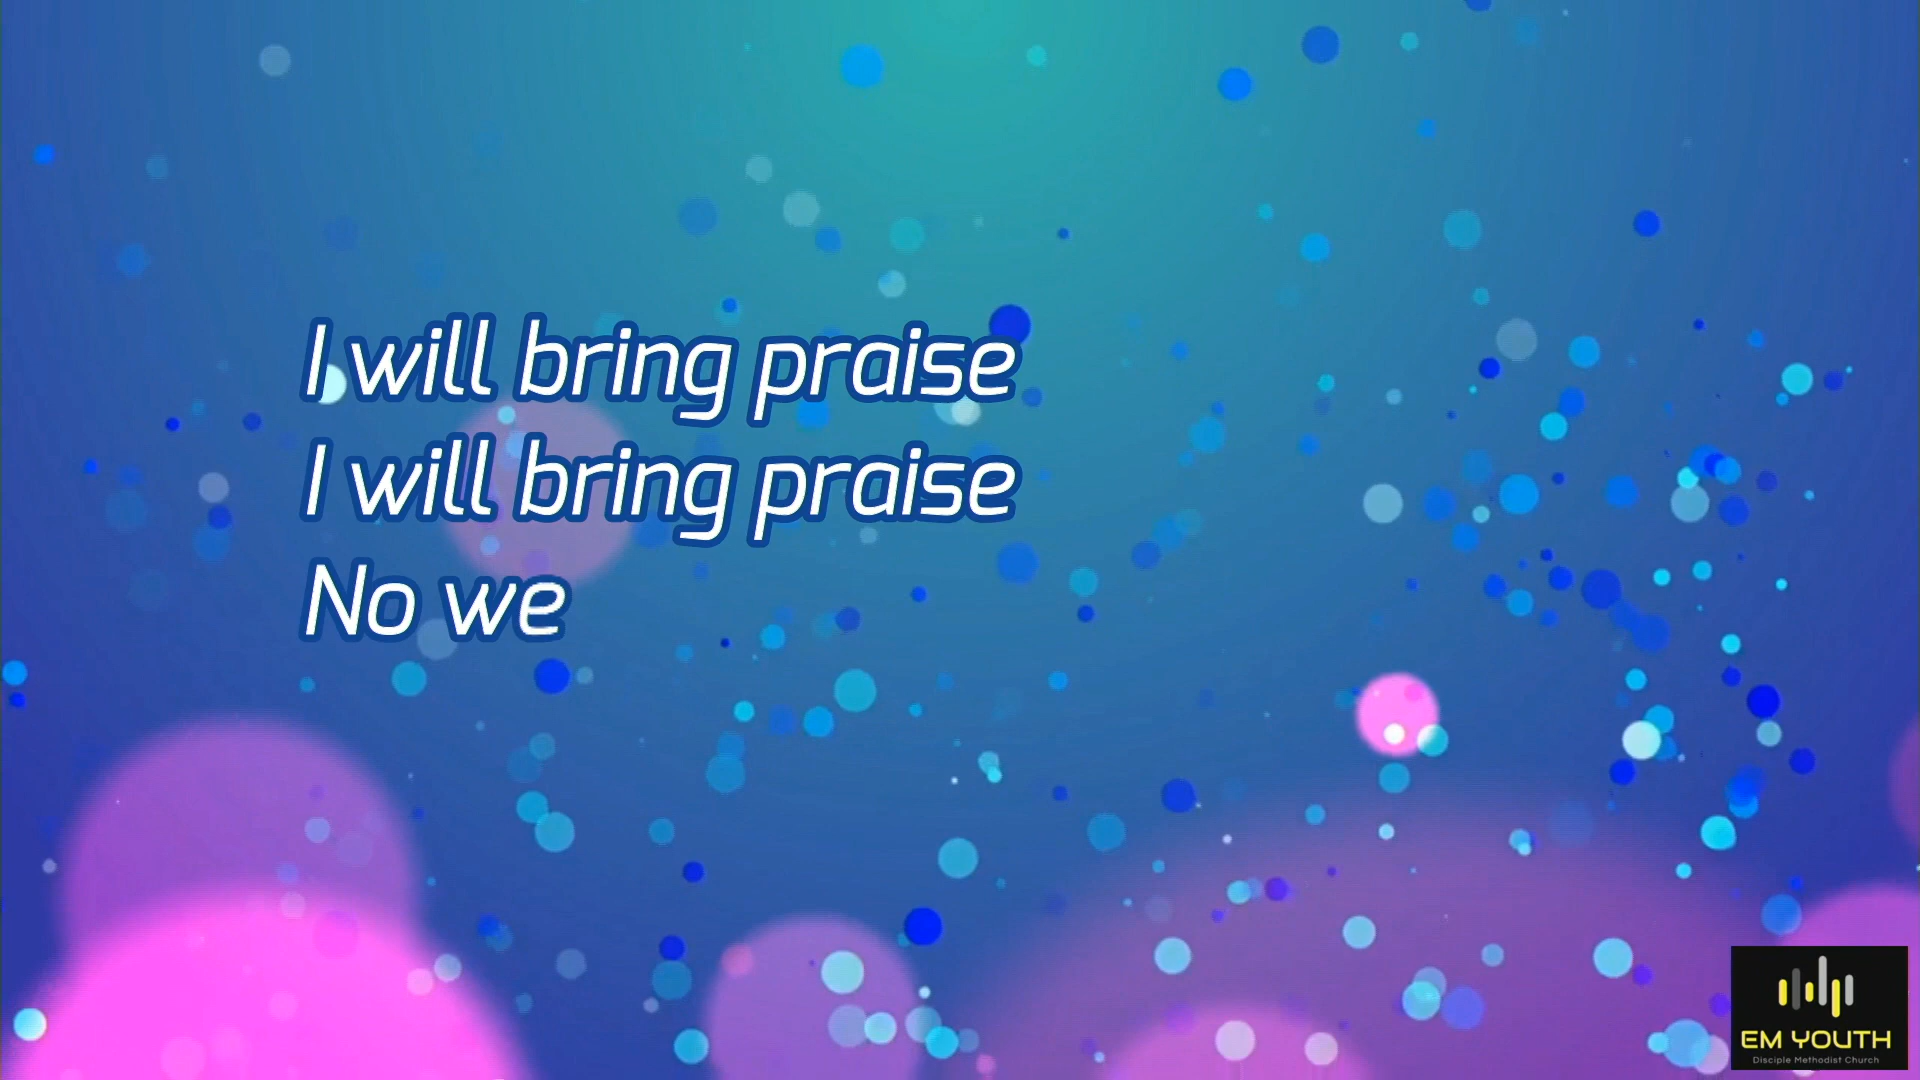 I will bring praise
I will bring praise
No we
EM YOUTH
Disciple Methodist Church